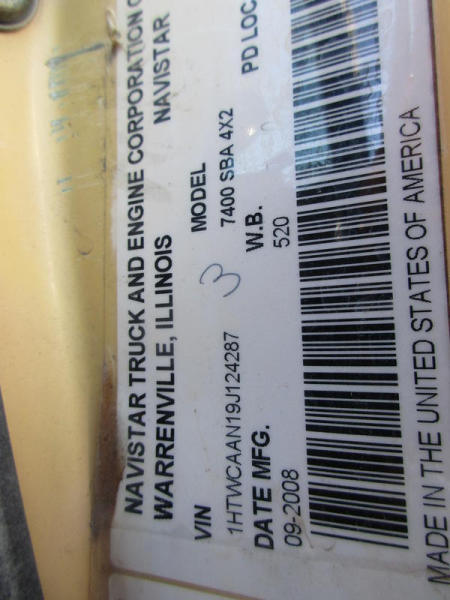 NAVISTAR TRUCK AND ENGINE CORPORATION
WARRENVILLE, ILLINOIS NAVISTAR
VIN MODEL PD LOC
1HTWCAAN19J124287 7400 SBA 4X2
DATE MFG. W.B.
09-2008 520
MADE IN THE UNITED STATES OF AMERICA